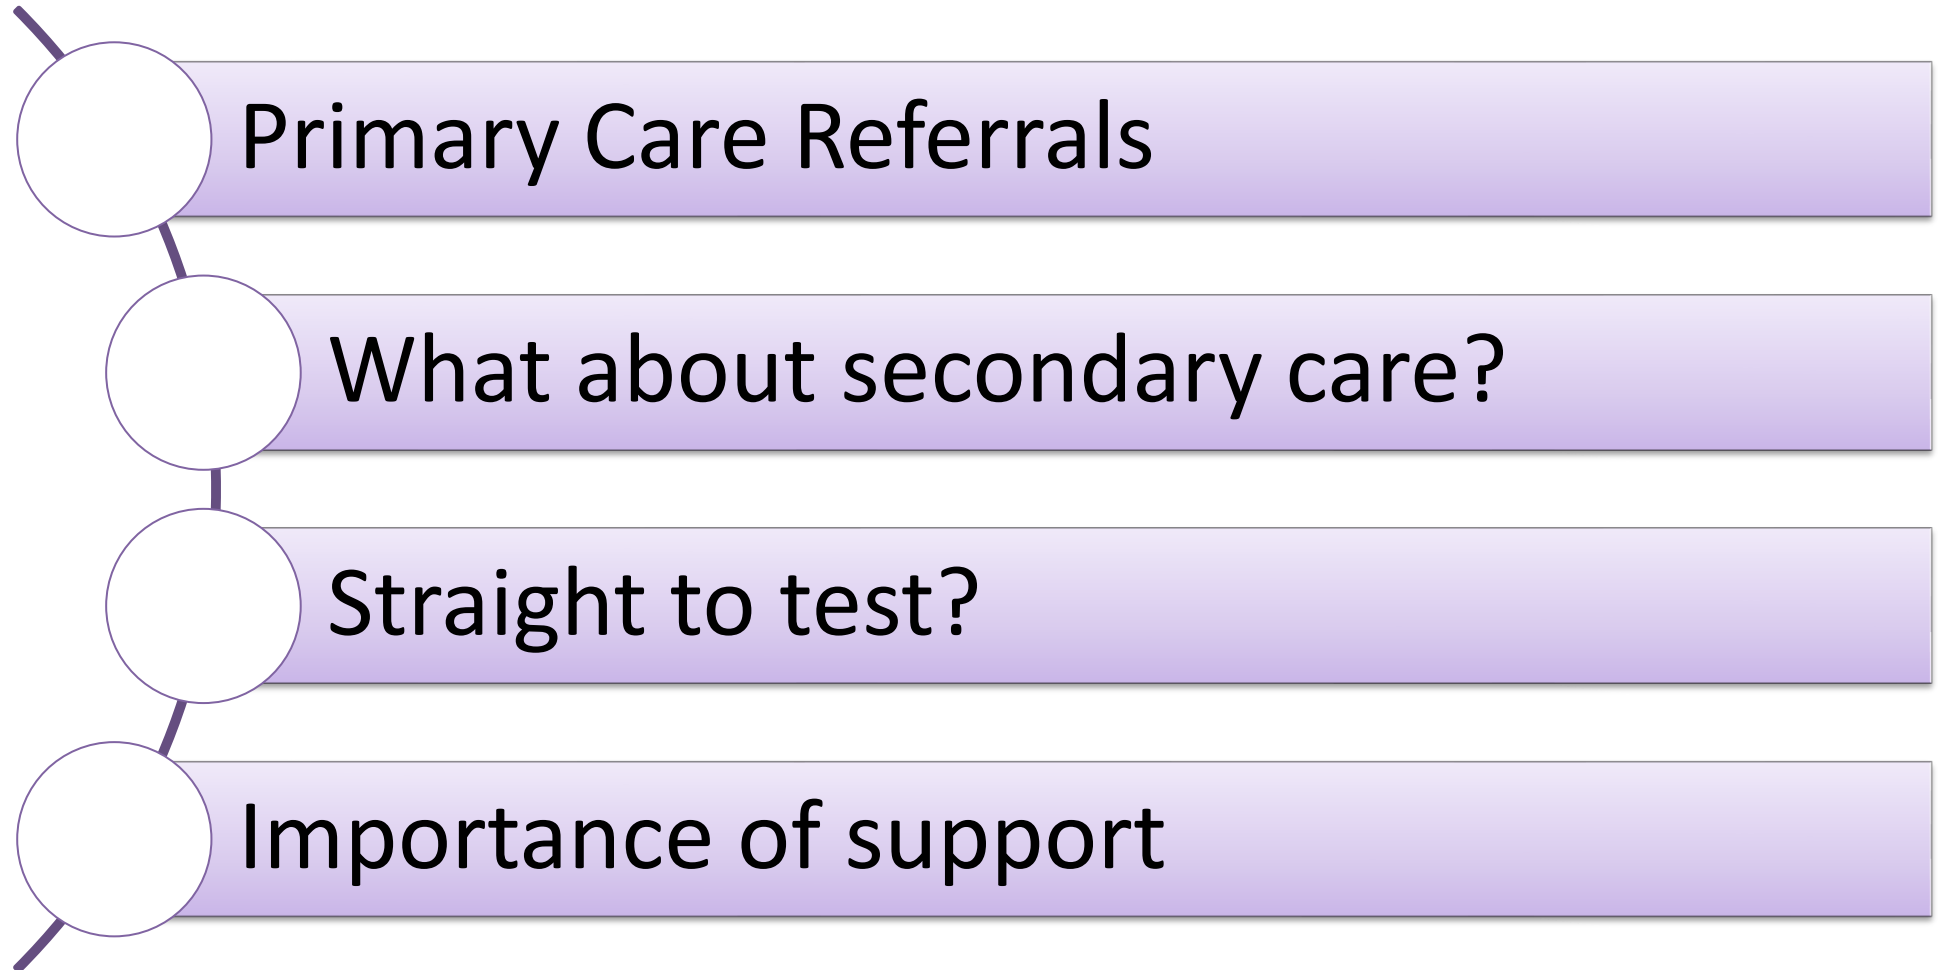 Primary Care Referrals
What about secondary care?
Straight to test?
Importance of support